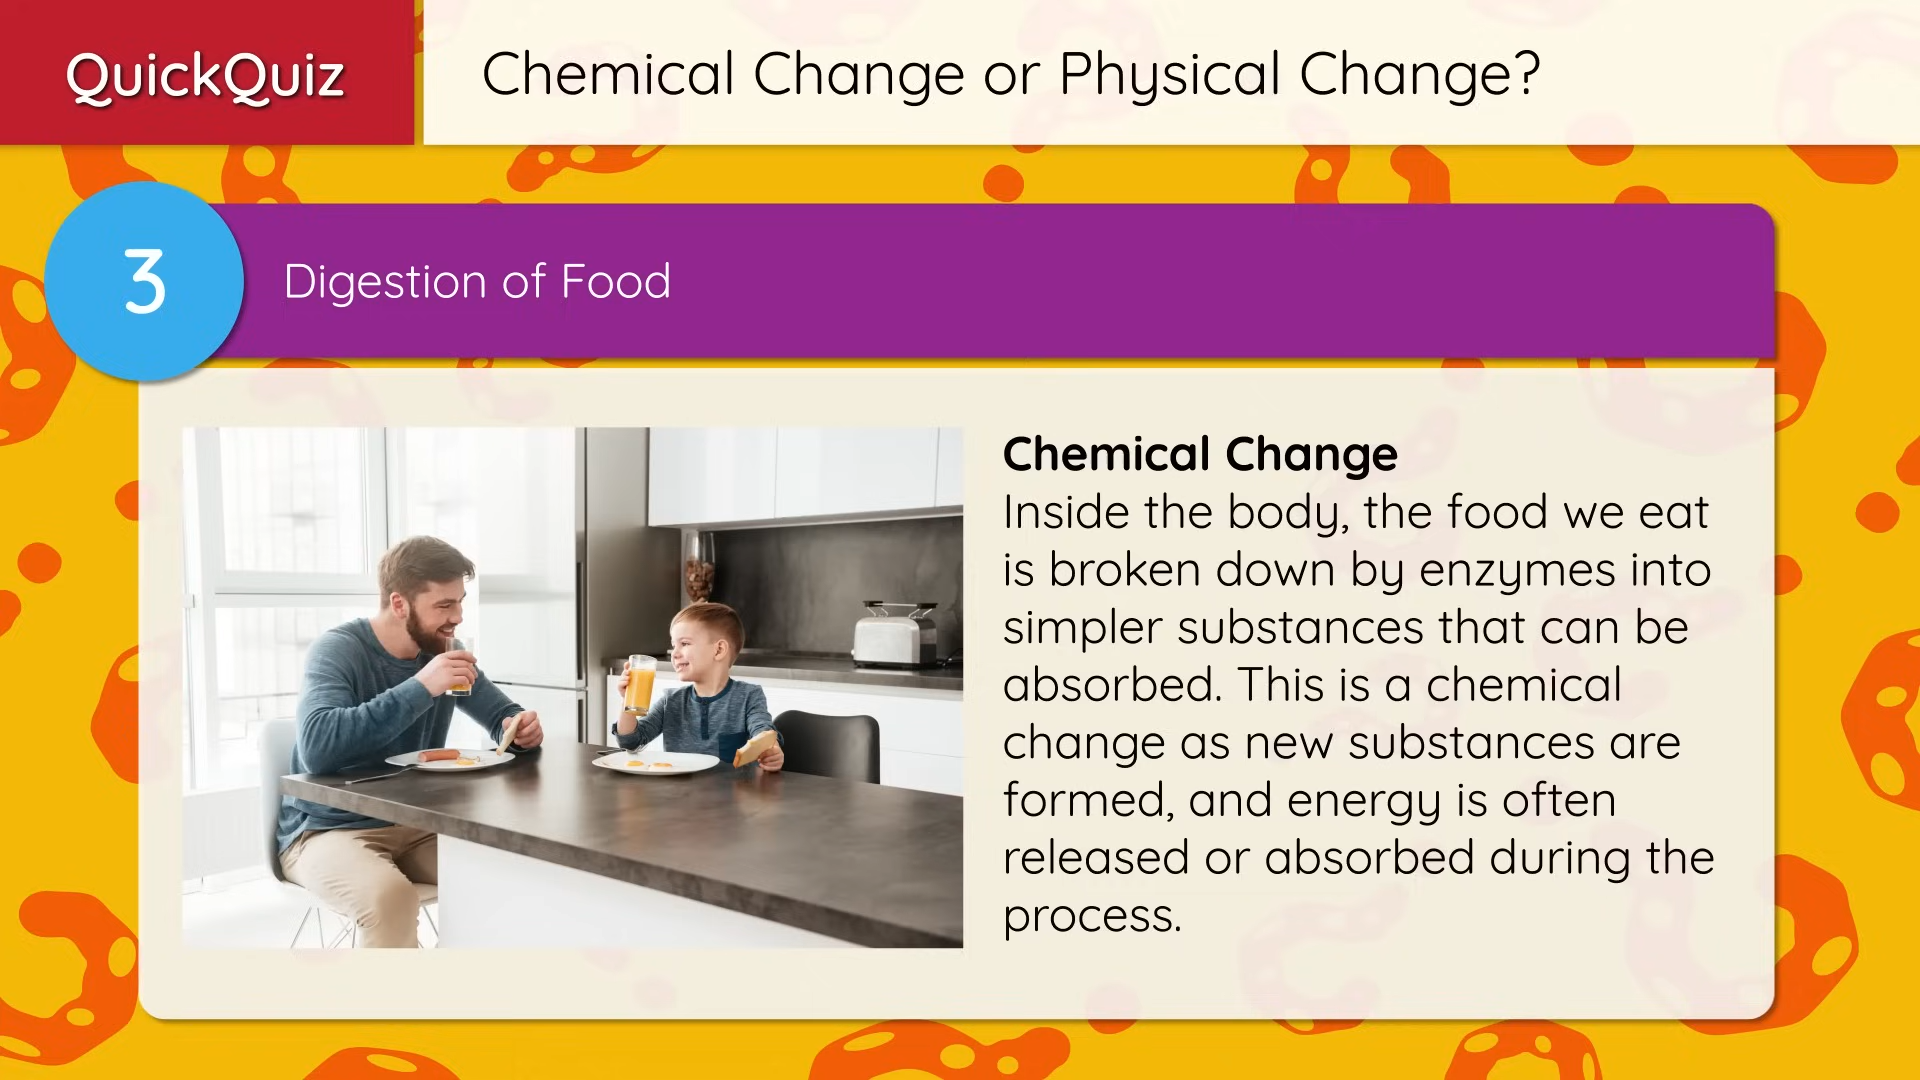 QuickQuiz
Chemical Change or Physical Change?
3
Digestion of Food
Chemical Change
Inside the body, the food we eat
is broken down by enzymes into
simpler substances that can be
absorbed. This is a chemical
change as new substances are
formed, and energy is often
released or absorbed during the
process.